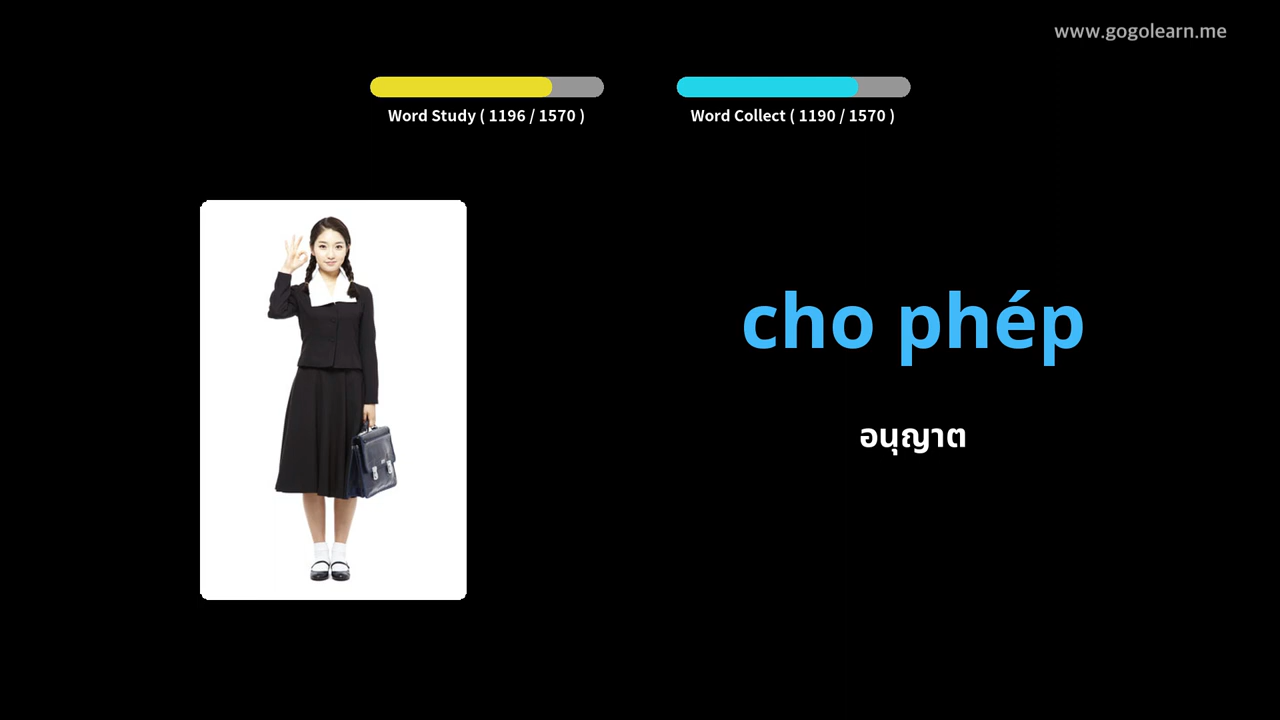 www.gogolearn.me
Word Study ( 1196 / 1570 )
Word Collect ( 1190 / 1570 )
cho phép
อนุญาต